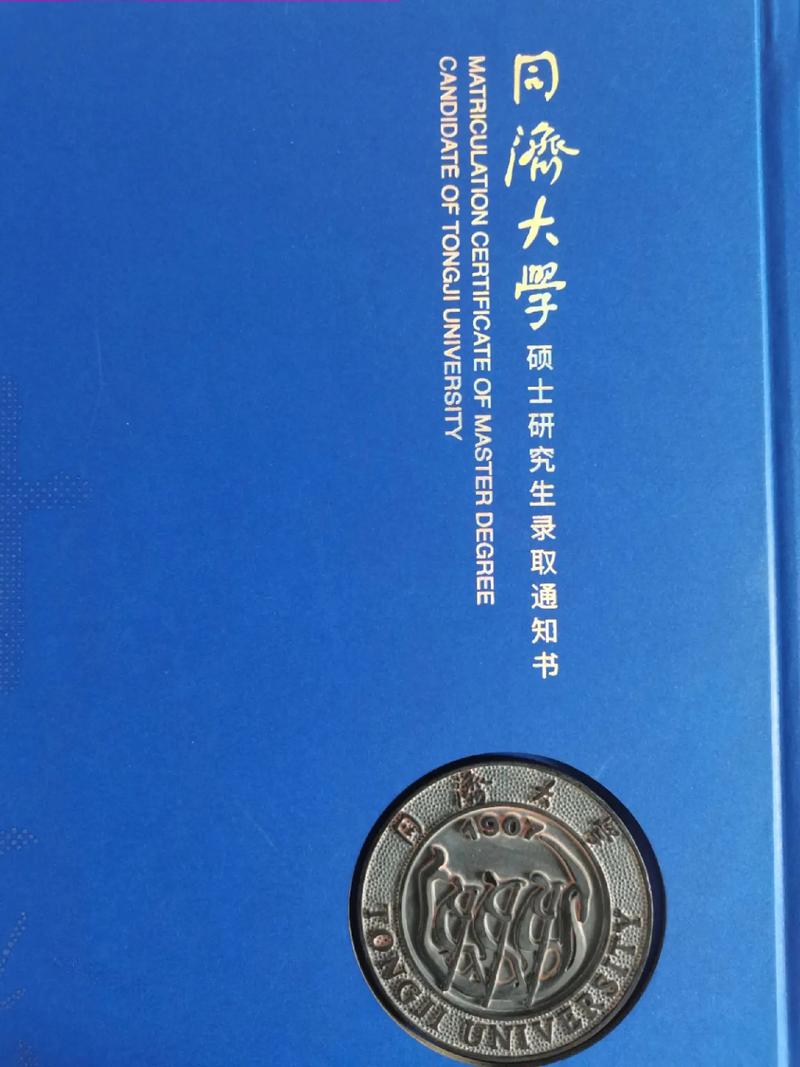 同濟大學硕士研究生录取通知书
MATRICULATION CERTIFICATE OF MASTER DEGREE
CANDIDATE OF TONGJI UNIVERSITY
同濟大學
1907
TONGJI UNIVERSITY